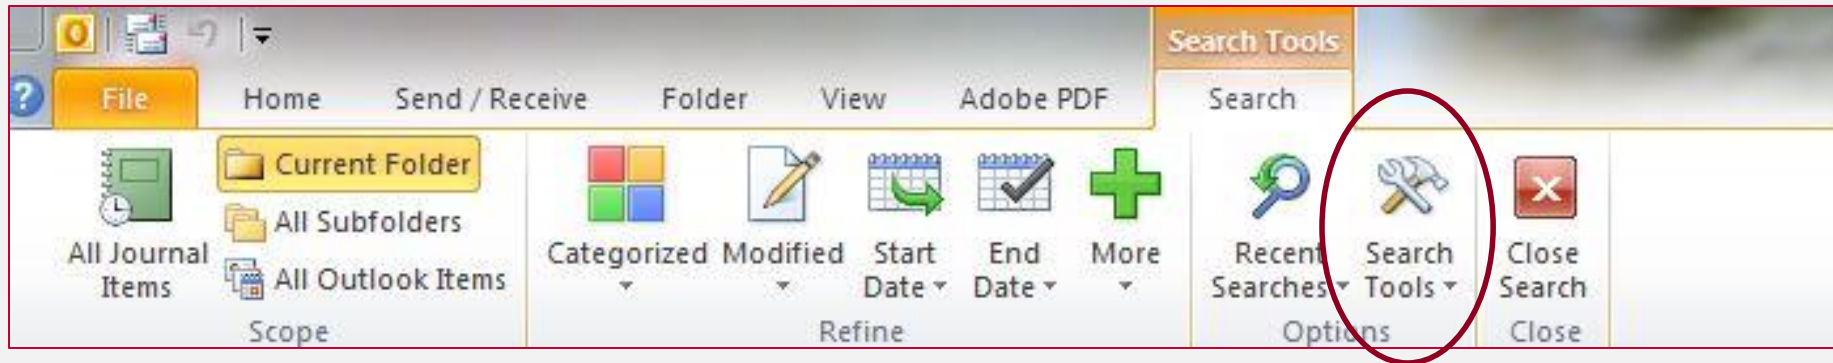 Search Tools
File Home Send / Receive Folder View Adobe PDF Search
All Journal Items
Current Folder
All Subfolders
All Outlook Items
Scope
Categorized
Modified
Start Date
End Date
More
Refine
Recent Searches
Search Tools
Options
Close Search
Close